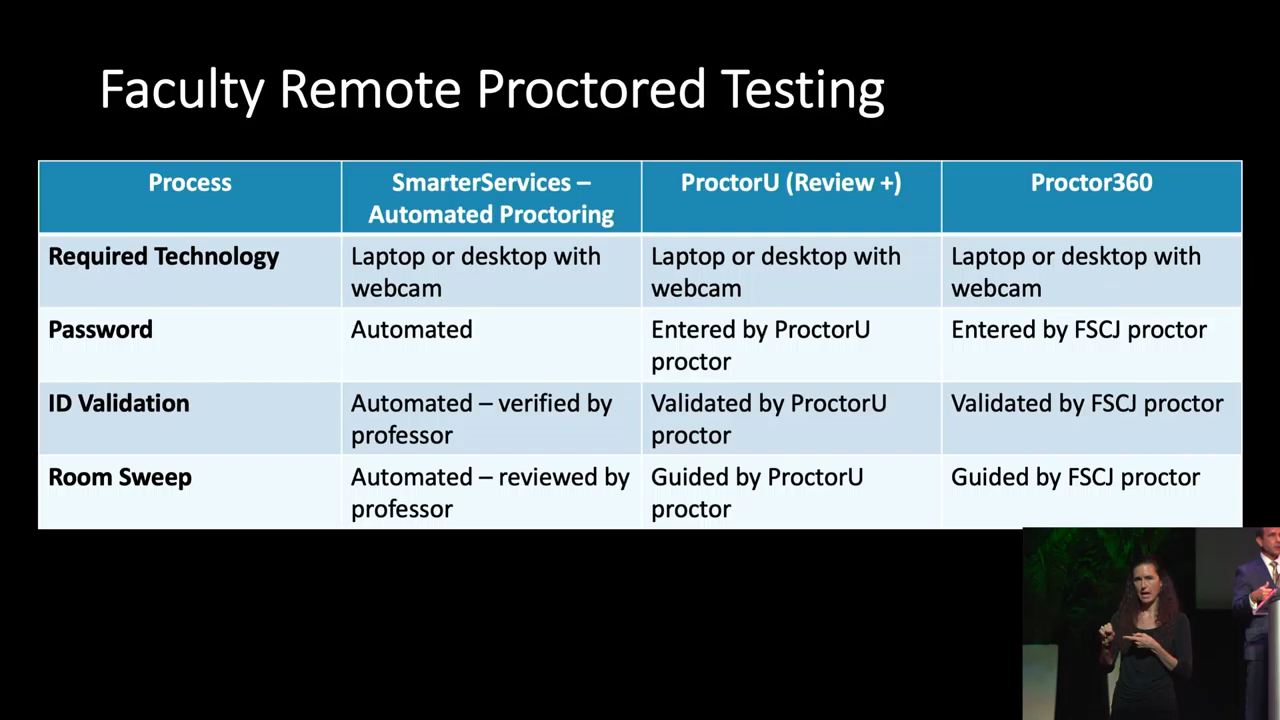 Faculty Remote Proctored Testing
Process
SmarterServices –
Automated Proctoring
ProctorU (Review +)
Proctor360
Required Technology
Laptop or desktop with
webcam
Laptop or desktop with
webcam
Laptop or desktop with
webcam
Password
Automated
Entered by ProctorU
proctor
Entered by FSCJ proctor
ID Validation
Automated – verified by
professor
Validated by ProctorU
proctor
Validated by FSCJ proctor
Room Sweep
Automated – reviewed by
professor
Guided by ProctorU
proctor
Guided by FSCJ proctor